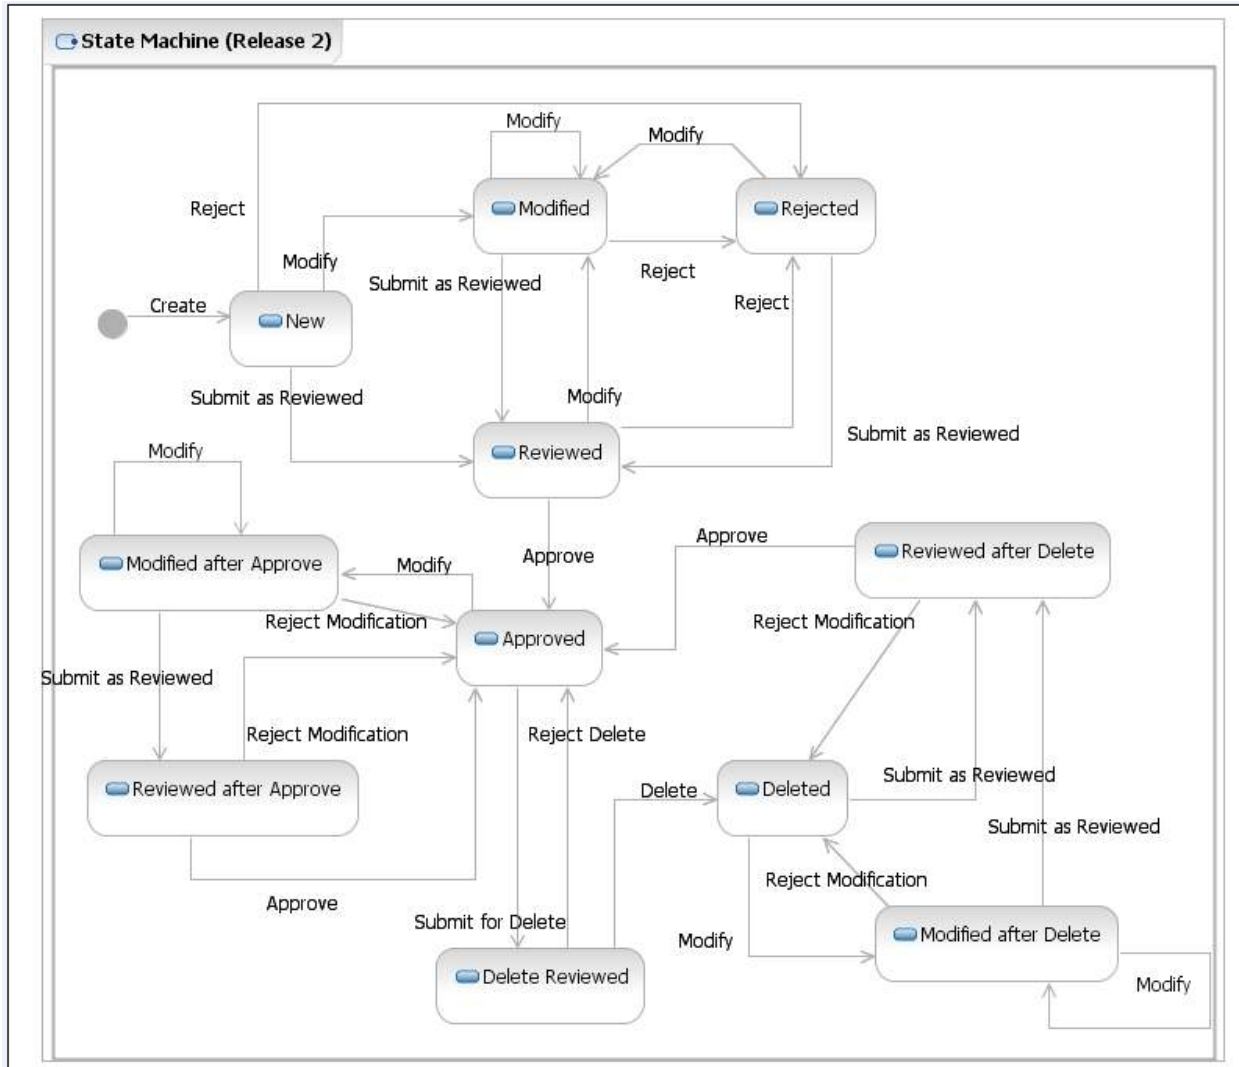 State Machine (Release 2)
Modify
Modify
Modified
Rejected
Reject
Modify
Submit as Reviewed
Reject
Reject
Create
New
Submit as Reviewed
Modify
Reviewed
Submit as Reviewed
Modify
Modified after Approve
Modify
Approve
Approve
Reviewed after Delete
Reject Modification
Approved
Reject Modification
Submit as Reviewed
Reject Modification
Reject Delete
Reviewed after Approve
Delete
Deleted
Submit as Reviewed
Submit as Reviewed
Approve
Reject Modification
Submit for Delete
Modify
Modified after Delete
Delete Reviewed
Modify